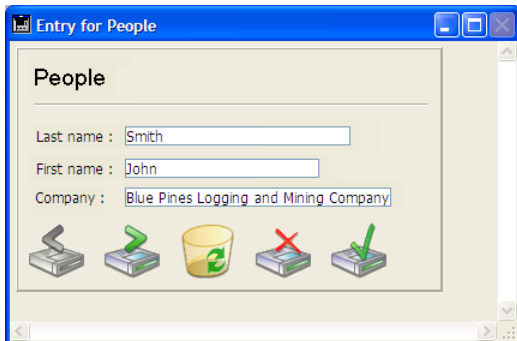 Entry for People
People
Last name : Smith
First name : John
Company : Blue Pines Logging and Mining Company